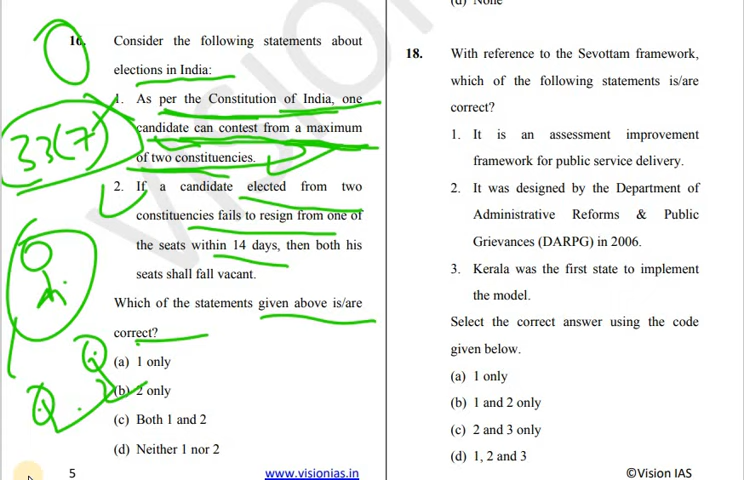 16. Consider the following statements about
elections in India:
1. As per the Constitution of India, one
candidate can contest from a maximum
of two constituencies.
33(7)
2. If a candidate elected from two
constituencies fails to resign from one of
the seats within 14 days, then both his
seats shall fall vacant.
Which of the statements given above is/are
correct?
(a) 1 only
(b) 2 only
(c) Both 1 and 2
(d) Neither 1 nor 2
5
www.visionias.in
(d) None
18. With reference to the Sevottam framework,
which of the following statements is/are
correct?
1. It is an assessment improvement
framework for public service delivery.
2. It was designed by the Department of
Administrative Reforms & Public
Grievances (DARPG) in 2006.
3. Kerala was the first state to implement
the model.
Select the correct answer using the code
given below.
(a) 1 only
(b) 1 and 2 only
(c) 2 and 3 only
(d) 1, 2 and 3
©Vision IAS